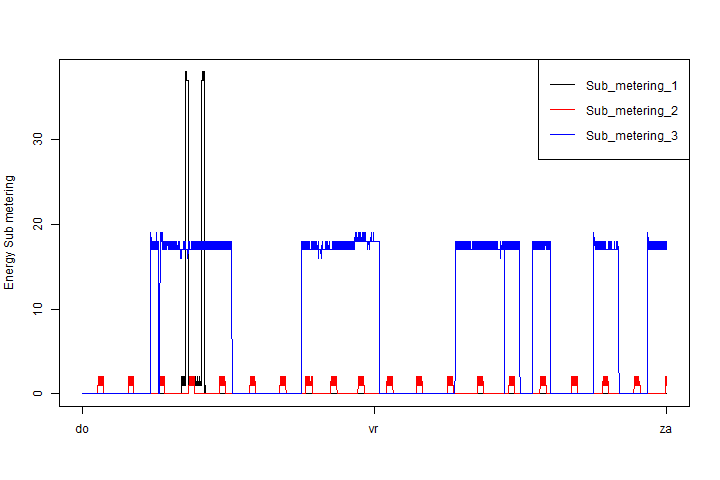 Sub_metering_1
Sub_metering_2
Sub_metering_3
Energy Sub metering
30
20
10
0
do
vr
za